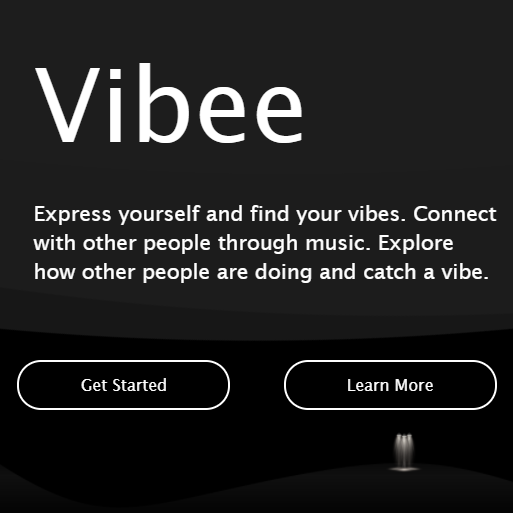 Vibee
Express yourself and find your vibes. Connect
with other people through music. Explore
how other people are doing and catch a vibe.
Get Started
Learn More